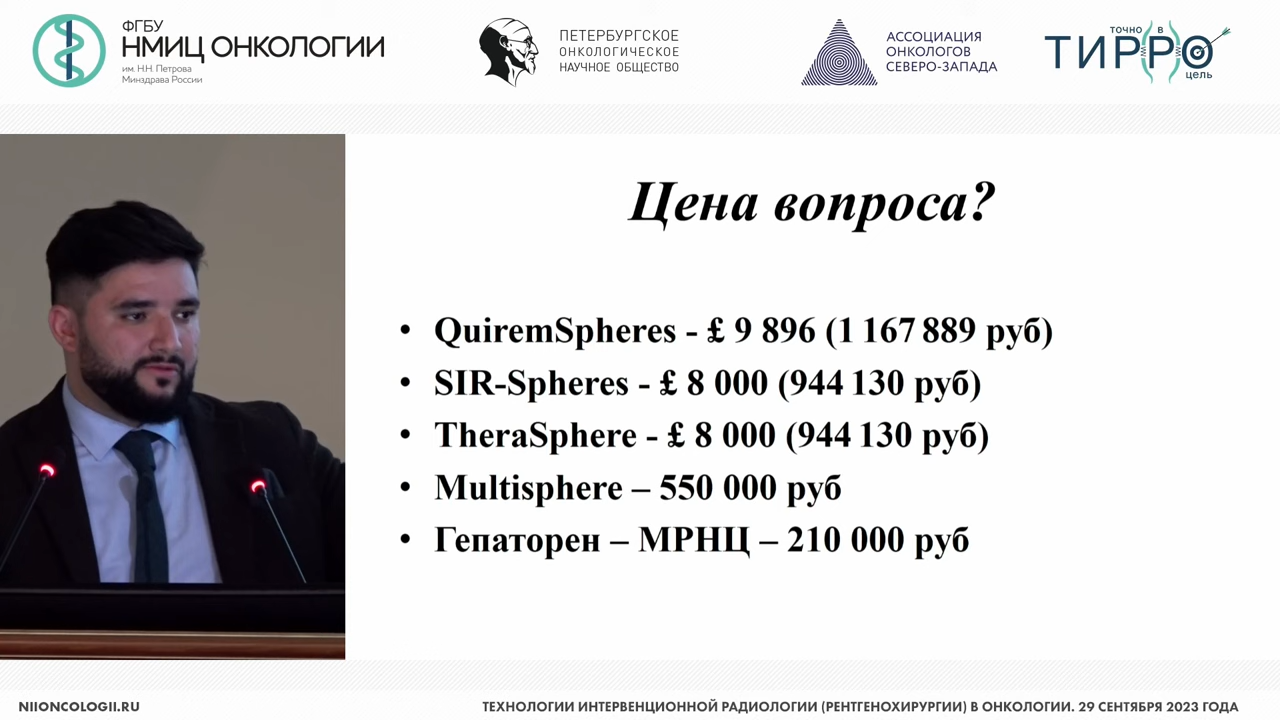 ФГБУ
НМИЦ ОНКОЛОГИИ
им. Н.Н. Петрова
Минздрава России
ПЕТЕРБУРГСКОЕ
ОНКОЛОГИЧЕСКОЕ
НАУЧНОЕ ОБЩЕСТВО
АССОЦИАЦИЯ
ОНКОЛОГОВ
СЕВЕРО-ЗАПАДА
ТОЧНО В
ТИРРО
цель
Цена вопроса?
• QuiremSpheres - £ 9 896 (1 167 889 руб)
• SIR-Spheres - £ 8 000 (944 130 руб)
• TheraSphere - £ 8 000 (944 130 руб)
• Multisphere – 550 000 руб
• Гепаторен – МРНЦ – 210 000 руб
NIIONCOLOGII.RU
ТЕХНОЛОГИИ ИНТЕРВЕНЦИОННОЙ РАДИОЛОГИИ (РЕНТГЕНОХИРУРГИИ) В ОНКОЛОГИИ. 29 СЕНТЯБРЯ 2023 ГОДА